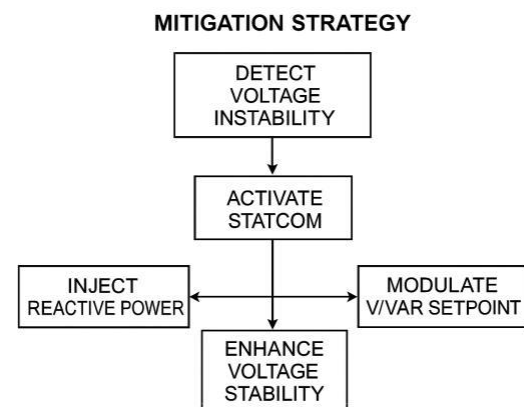 MITIGATION STRATEGY
DETECT
VOLTAGE
INSTABILITY
ACTIVATE
STATCOM
INJECT
REACTIVE POWER
MODULATE
V/VAR SETPOINT
ENHANCE
VOLTAGE
STABILITY